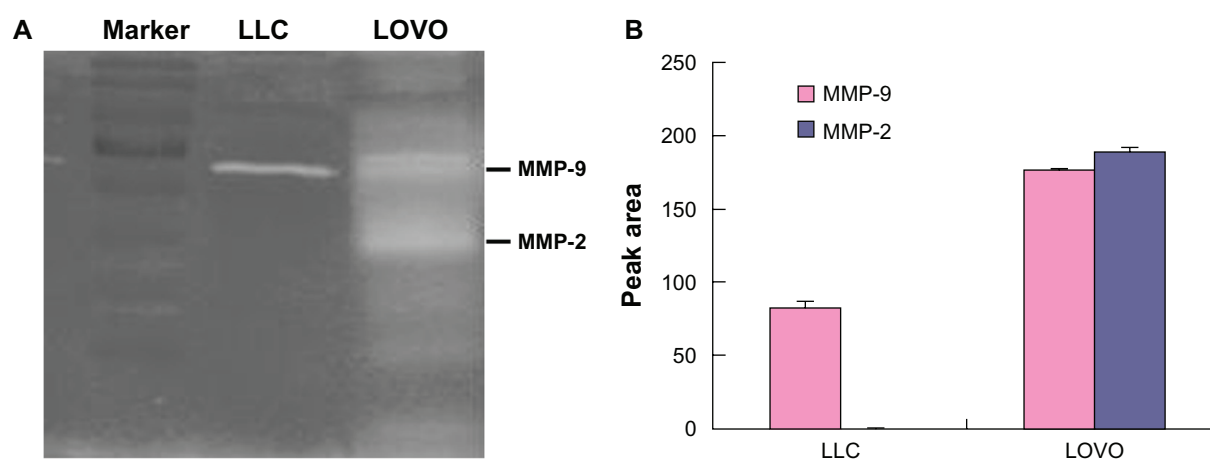 A
Marker LLC LOVO
MMP-9
MMP-2
B
250
200
150
100
50
0
Peak area
MMP-9
MMP-2
LLC LOVO